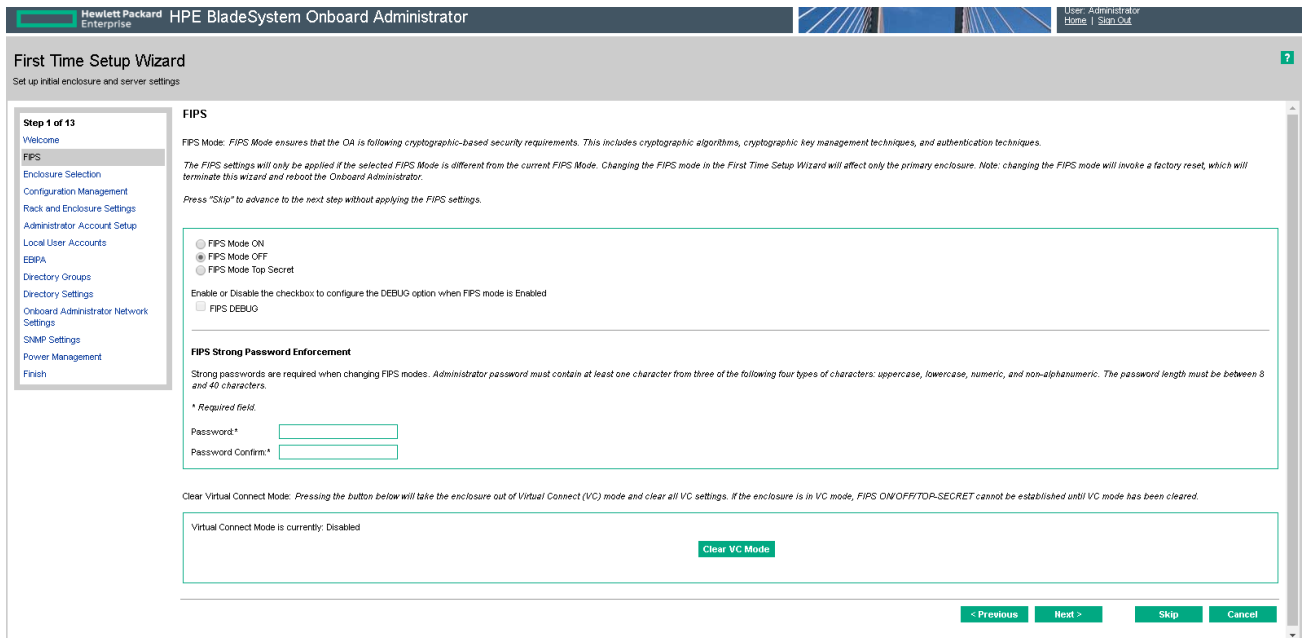 Hewlett Packard
Enterprise
HPE BladeSystem Onboard Administrator
User: Administrator
Home | Sign Out
First Time Setup Wizard
?
Set up initial enclosure and server settings
Step 1 of 13
Welcome
FIPS
Enclosure Selection
Configuration Management
Rack and Enclosure Settings
Administrator Account Setup
Local User Accounts
EBIPA
Directory Groups
Directory Settings
Onboard Administrator Network
Settings
SNMP Settings
Power Management
Finish
FIPS
FIPS Mode: FIPS Mode ensures that the OA is following cryptographic-based security requirements. This includes cryptographic algorithms, cryptographic key management techniques, and authentication techniques.
The FIPS settings will only be applied if the selected FIPS Mode is different from the current FIPS Mode. Changing the FIPS mode in the First Time Setup Wizard will affect only the primary enclosure. Note: changing the FIPS mode will invoke a factory reset, which will
terminate this wizard and reboot the Onboard Administrator.
Press "Skip" to advance to the next step without applying the FIPS settings.
FIPS Mode ON
FIPS Mode OFF
FIPS Mode Top Secret
Enable or Disable the checkbox to configure the DEBUG option when FIPS mode is Enabled
FIPS DEBUG
FIPS Strong Password Enforcement
Strong passwords are required when changing FIPS modes. Administrator password must contain at least one character from three of the following four types of characters: uppercase, lowercase, numeric, and non-alphanumeric. The password length must be between 8
and 40 characters.
* Required field.
Password:*
Password Confirm:*
Clear Virtual Connect Mode: Pressing the button below will take the enclosure out of Virtual Connect (VC) mode and clear all VC settings. If the enclosure is in VC mode, FIPS ON/OFF/TOP-SECRET cannot be established until VC mode has been cleared.
Virtual Connect Mode is currently: Disabled
Clear VC Mode
< Previous
Next >
Skip
Cancel